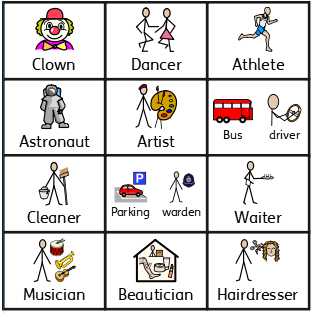 Clown
Dancer
Athlete
Astronaut
Artist
Bus driver
Cleaner
P
Parking warden
Waiter
Musician
Beautician
Hairdresser